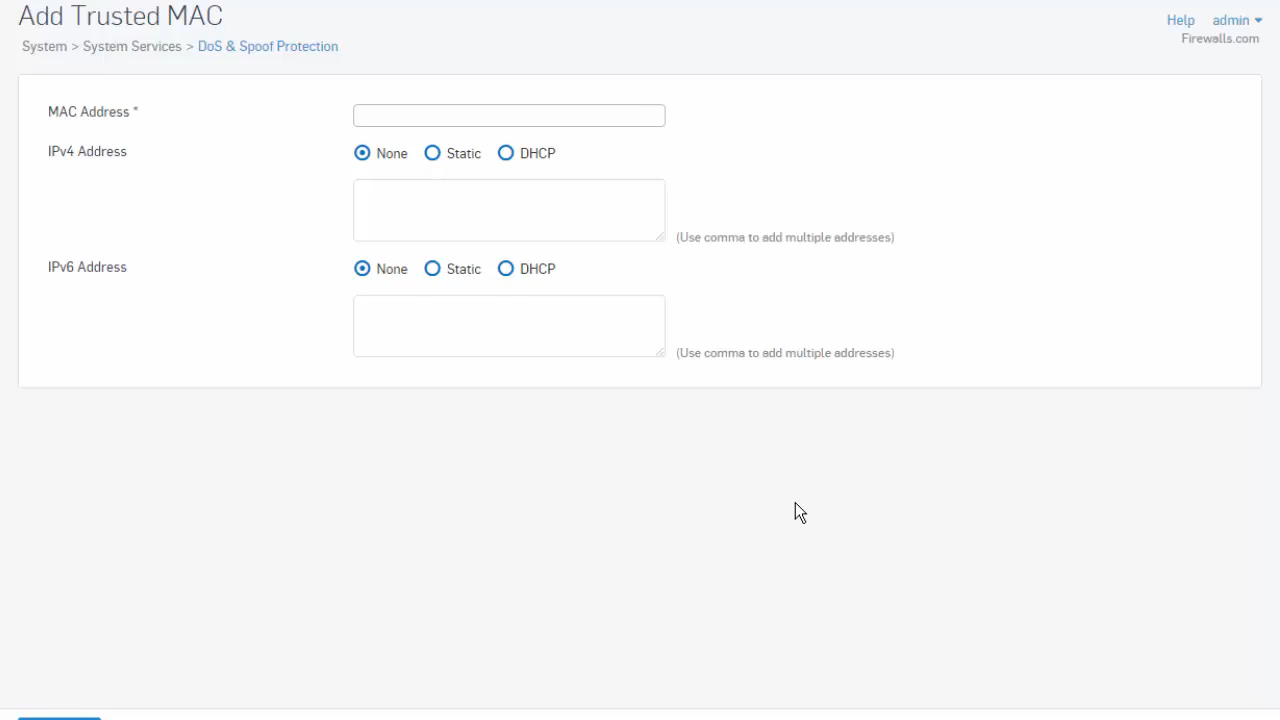 Add Trusted MAC
Help admin
System > System Services > DoS & Spoof Protection
Firewalls.com
MAC Address *
IPv4 Address
None Static DHCP
(Use comma to add multiple addresses)
IPv6 Address
None Static DHCP
(Use comma to add multiple addresses)